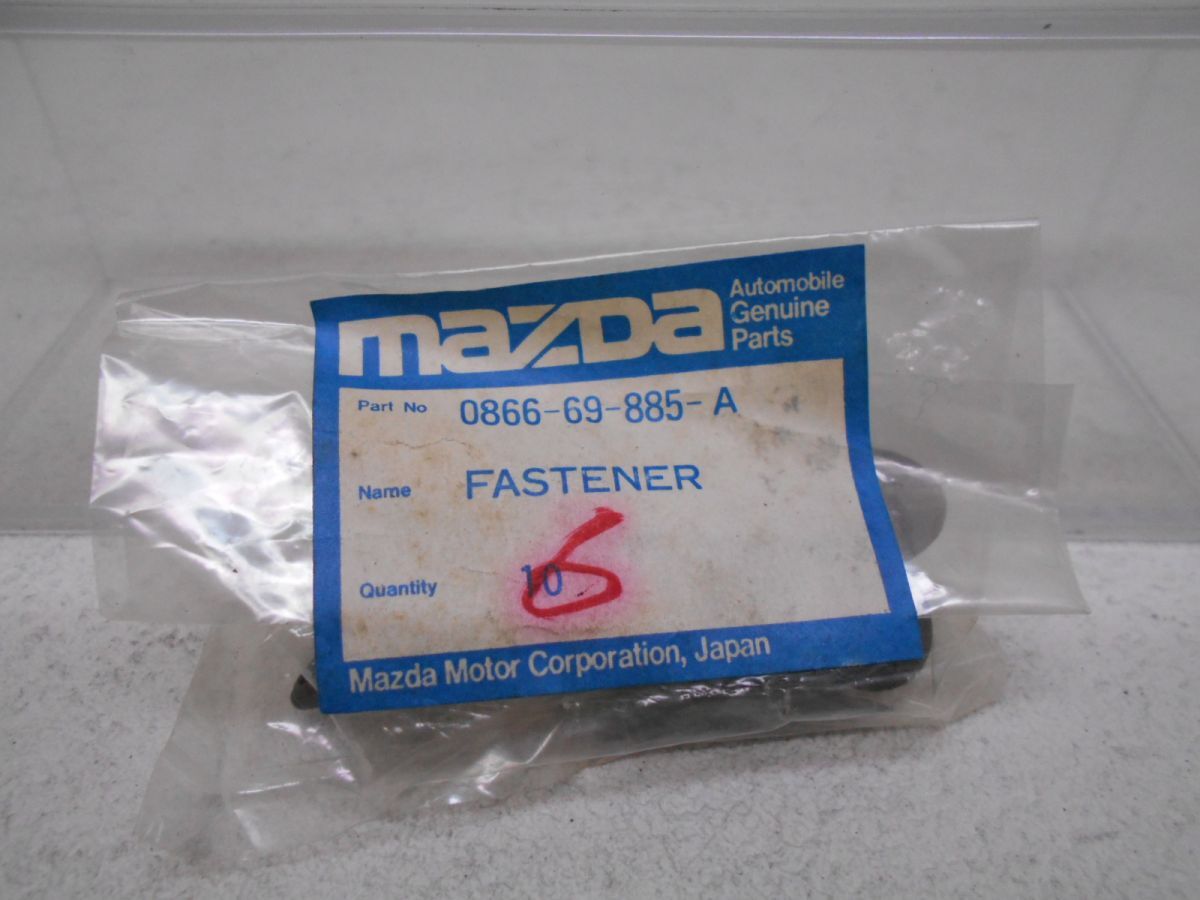 mazDa
Automobile
Genuine
Parts
Part No 0866-69-885-A
Name FASTENER
Quantity 10
6
Mazda Motor Corporation, Japan